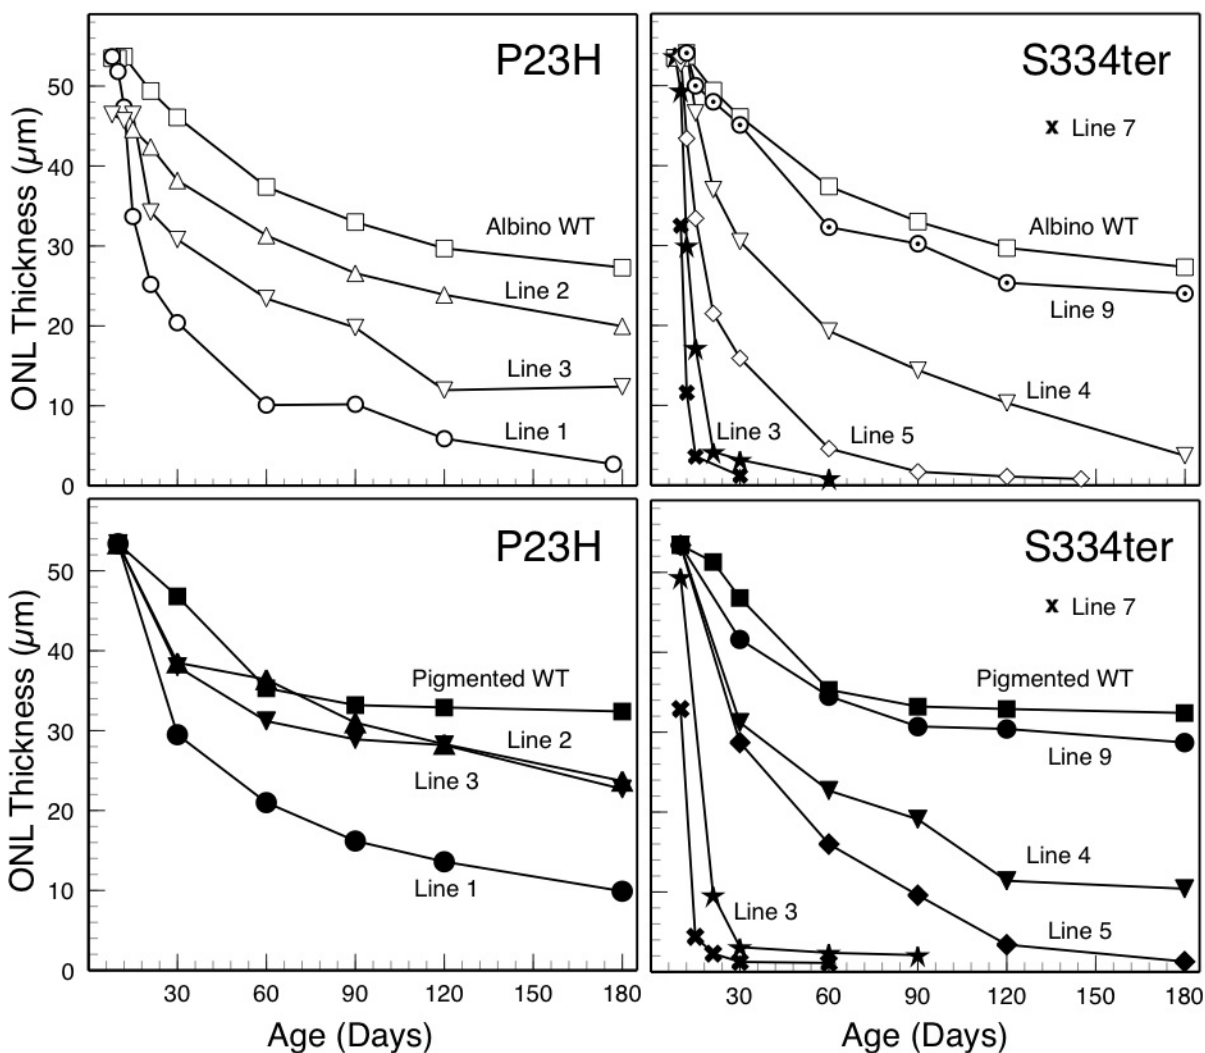 P23H
ONL Thickness (µm)
50
40
30
20
10
0
Albino WT
Line 2
Line 3
Line 1
S334ter
x Line 7
Albino WT
Line 9
Line 4
Line 3
Line 5
P23H
ONL Thickness (µm)
50
40
30
20
10
0
Pigmented WT
Line 2
Line 3
Line 1
30 60 90 120 150 180
Age (Days)
S334ter
x Line 7
Pigmented WT
Line 9
Line 4
Line 3
Line 5
30 60 90 120 150 180
Age (Days)